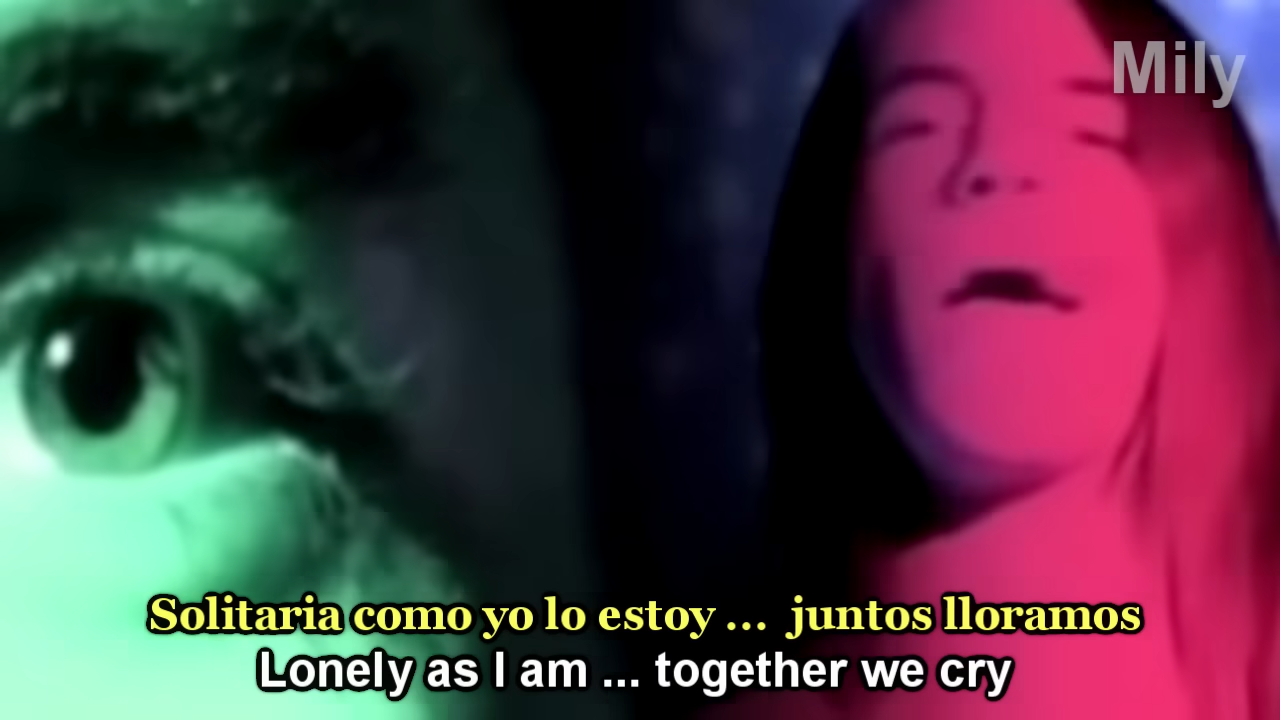 Mily
Solitaria como yo lo estoy ... juntos lloramos
Lonely as I am ... together we cry